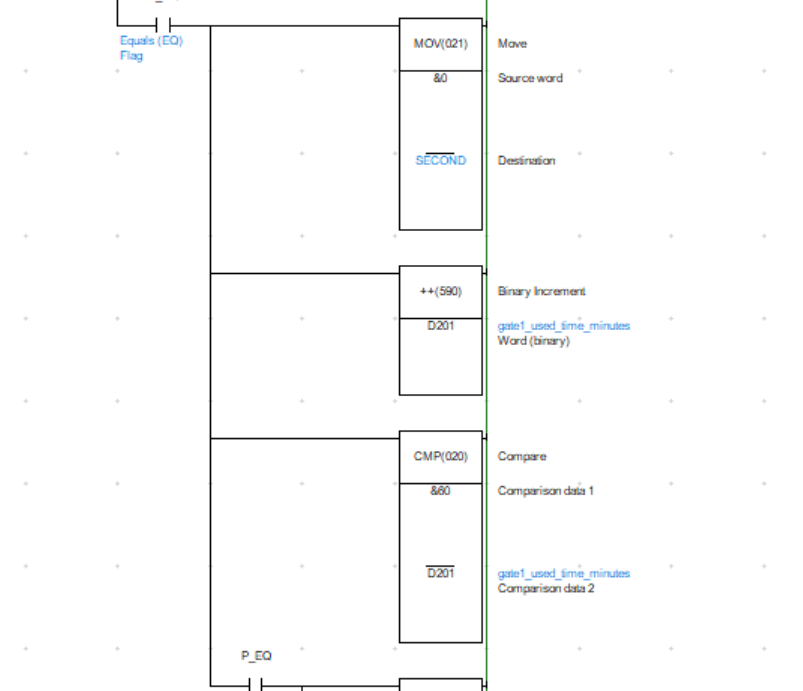 Equals (EQ)
Flag
MOV(021)
Move
&0
Source word
SECOND
Destination
++(590)
Binary Increment
D201
gate1_used_time_minutes
Word (binary)
CMP(020)
Compare
&60
Comparison data 1
D201
gate1_used_time_minutes
Comparison data 2
P_EQ